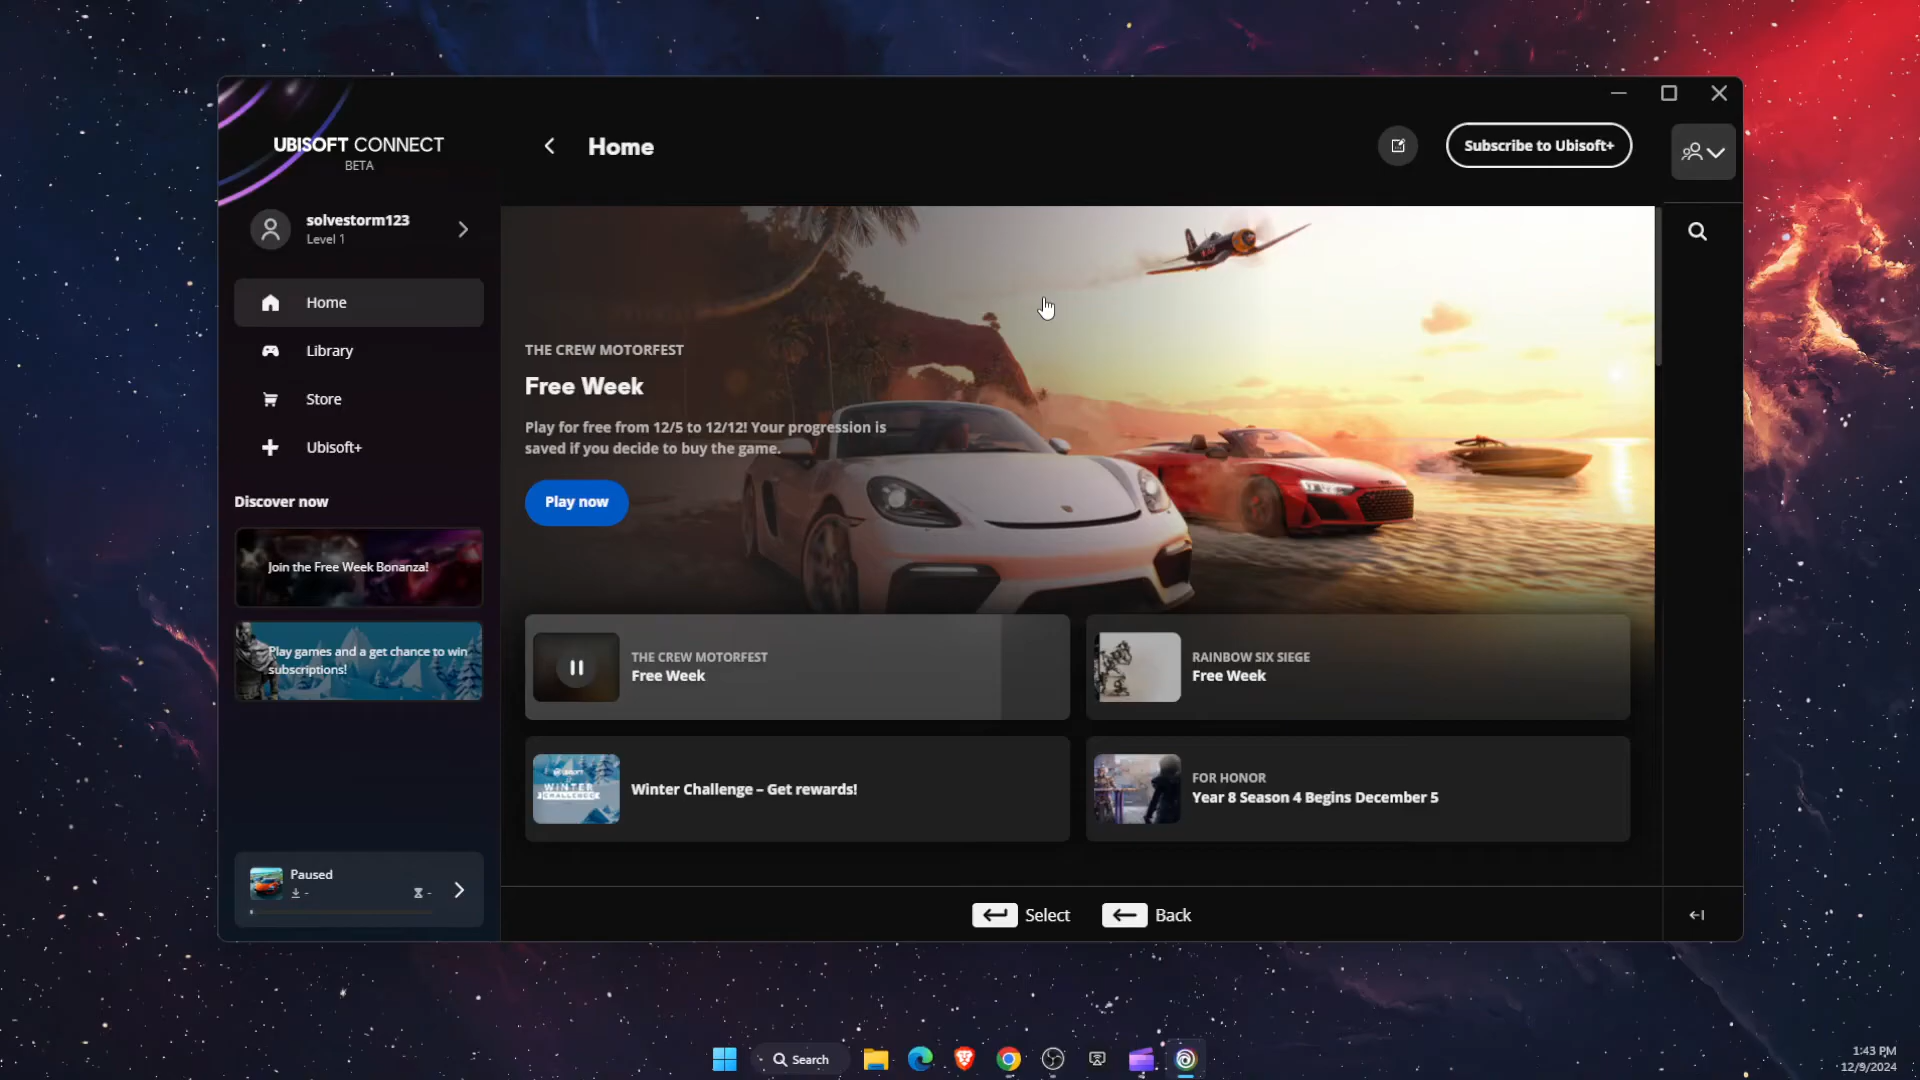 UBISOFT CONNECT
BETA
solvestorm123
Level 1
Home
Library
Store
Ubisoft+
Discover now
Join the Free Week Bonanza!
Play games and a get chance to win
subscriptions!
Paused
-
-
Home
Subscribe to Ubisoft+
THE CREW MOTORFEST
Free Week
Play for free from 12/5 to 12/12! Your progression is
saved if you decide to buy the game.
Play now
THE CREW MOTORFEST
Free Week
RAINBOW SIX SIEGE
Free Week
UBISOFT
WINTER
CHALLENGE
Winter Challenge – Get rewards!
FOR HONOR
Year 8 Season 4 Begins December 5
Select
Back
Search
1:43 PM
12/9/2024